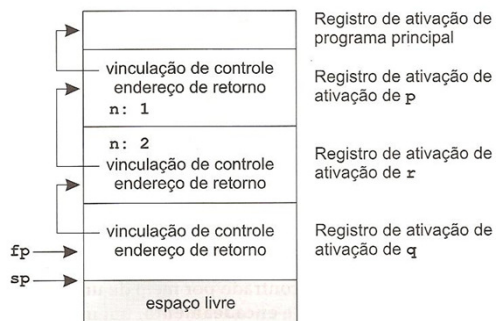 Registro de ativação de
programa principal
vinculação de controle
endereço de retorno
n: 1
Registro de ativação de
ativação de p
n: 2
vinculação de controle
endereço de retorno
Registro de ativação de
ativação de r
vinculação de controle
endereço de retorno
Registro de ativação de
ativação de q
fp
sp
espaço livre